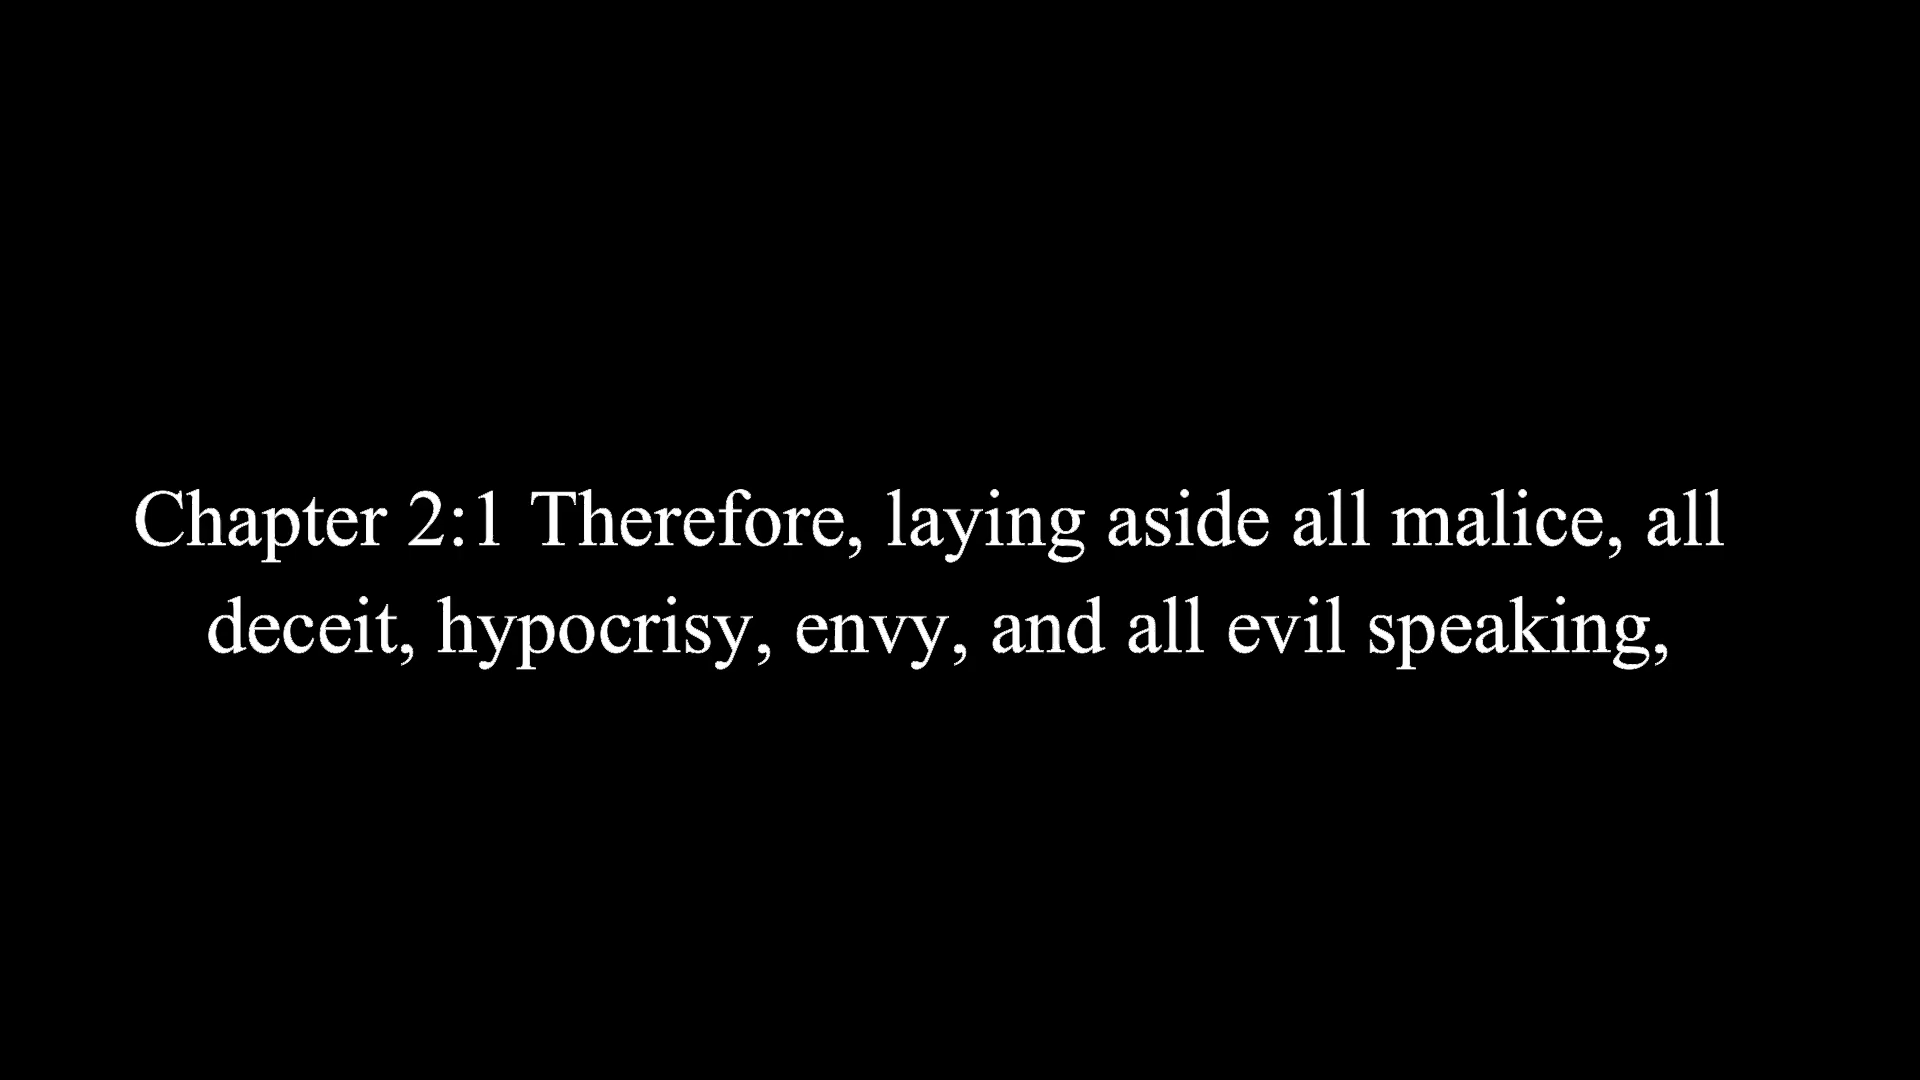 Chapter 2:1 Therefore, laying aside all malice, all
deceit, hypocrisy, envy, and all evil speaking,